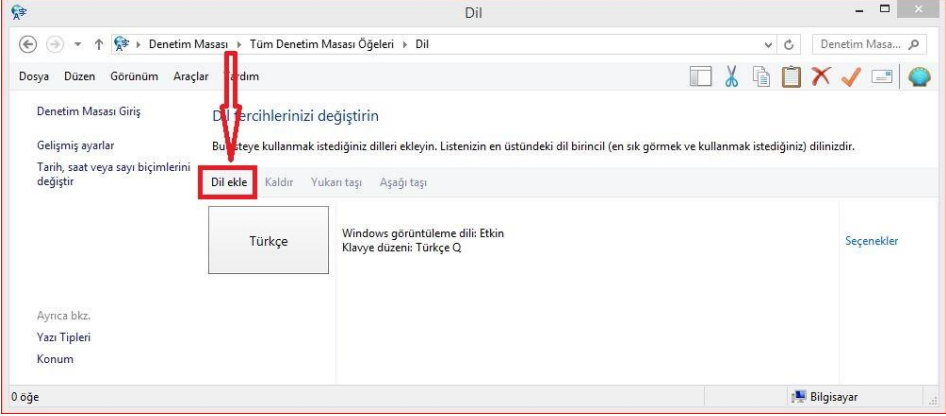 Dil
Denetim Masası ▸ Tüm Denetim Masası Öğeleri ▸ Dil
Denetim Masa...
Dosya Düzen Görünüm Araçlar Yardım
Denetim Masası Giriş
Gelişmiş ayarlar
Tarih, saat veya sayı biçimlerini
değiştir
Dil tercihlerinizi değiştirin
Bu listeye kullanmak istediğiniz dilleri ekleyin. Listenizin en üstündeki dil birincil (en sık görmek ve kullanmak istediğiniz) dilinizdir.
Dil ekle Kaldır Yukarı taşı Aşağı taşı
Türkçe
Windows görüntüleme dili: Etkin
Klavye düzeni: Türkçe Q
Seçenekler
Ayrıca bkz.
Yazı Tipleri
Konum
0 öğe
Bilgisayar